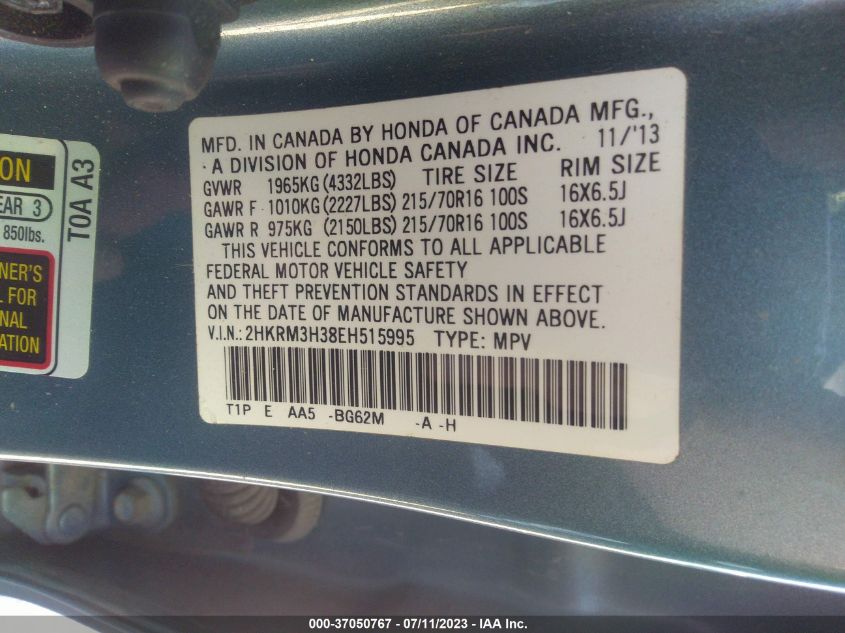 ON
EAR 3
850lbs.
NER'S
L FOR
NAL
ATION
TOA A3
MFD. IN CANADA BY HONDA OF CANADA MFG.,
A DIVISION OF HONDA CANADA INC. 11/'13
GVWR 1965KG (4332LBS) TIRE SIZE RIM SIZE
GAWR F 1010KG (2227LBS) 215/70R16 100S 16X6.5J
GAWR R 975KG (2150LBS) 215/70R16 100S 16X6.5J
THIS VEHICLE CONFORMS TO ALL APPLICABLE
FEDERAL MOTOR VEHICLE SAFETY
AND THEFT PREVENTION STANDARDS IN EFFECT
ON THE DATE OF MANUFACTURE SHOWN ABOVE.
V.I.N.: 2HKRM3H38EH515995 TYPE: MPV
T1P E AA5 -BG62M -A -H
000-37050767 - 07/11/2023 - IAA Inc.